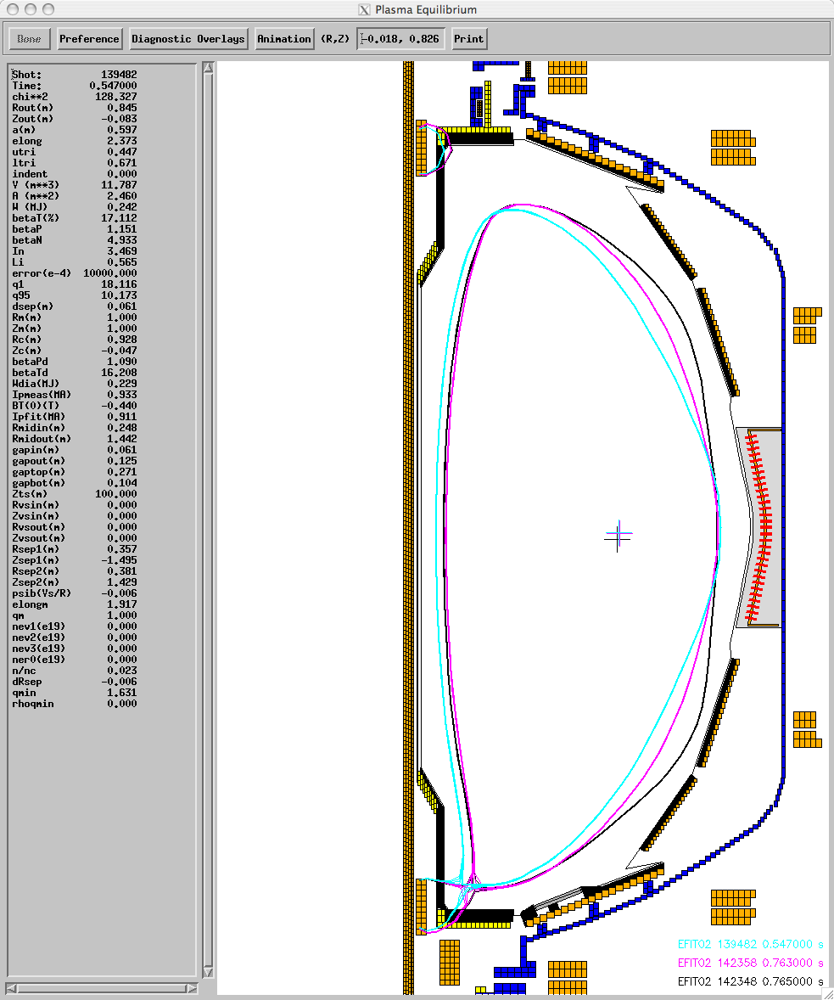 Plasma Equilibrium
Done Preference Diagnostic Overlays Animation (R,Z) -0.018, 0.826 Print
Shot: 139482
Time: 0.547000
chi**2 128.327
Rout(m) 0.845
Zout(m) -0.083
a(m) 0.597
elong 2.373
utri 0.447
ltri 0.671
indent 0.000
V (m**3) 11.787
A (m**2) 2.460
W (MJ) 0.242
betaT(%) 17.112
betaP 1.151
betaN 4.933
In 3.469
Li 0.565
error(e-4) 10000.000
q1 18.116
q95 10.173
dsep(m) 0.061
Rm(m) 1.000
Zm(m) 1.000
Rc(m) 0.928
Zc(m) -0.047
betaPd 1.090
betaTd 16.208
Wdia(MJ) 0.229
Ipmeas(MA) 0.933
BT(0)(T) -0.440
Ipfit(MA) 0.911
Rmidin(m) 0.248
Rmidout(m) 1.442
gapin(m) 0.061
gapout(m) 0.125
gaptop(m) 0.271
gapbot(m) 0.104
Zts(m) 100.000
Rvsin(m) 0.000
Zvsin(m) 0.000
Rvsout(m) 0.000
Zvsout(m) 0.000
Rsep1(m) 0.357
Zsep1(m) -1.495
Rsep2(m) 0.381
Zsep2(m) 1.429
psib(Vs/R) -0.006
elongm 1.917
qm 1.000
nev1(e19) 0.000
nev2(e19) 0.000
nev3(e19) 0.000
ner0(e19) 0.000
n/nc 0.023
dRsep -0.006
qmin 1.631
rhoqmin 0.000
EFIT02 139482 0.547000 s
EFIT02 142358 0.763000 s
EFIT02 142348 0.765000 s